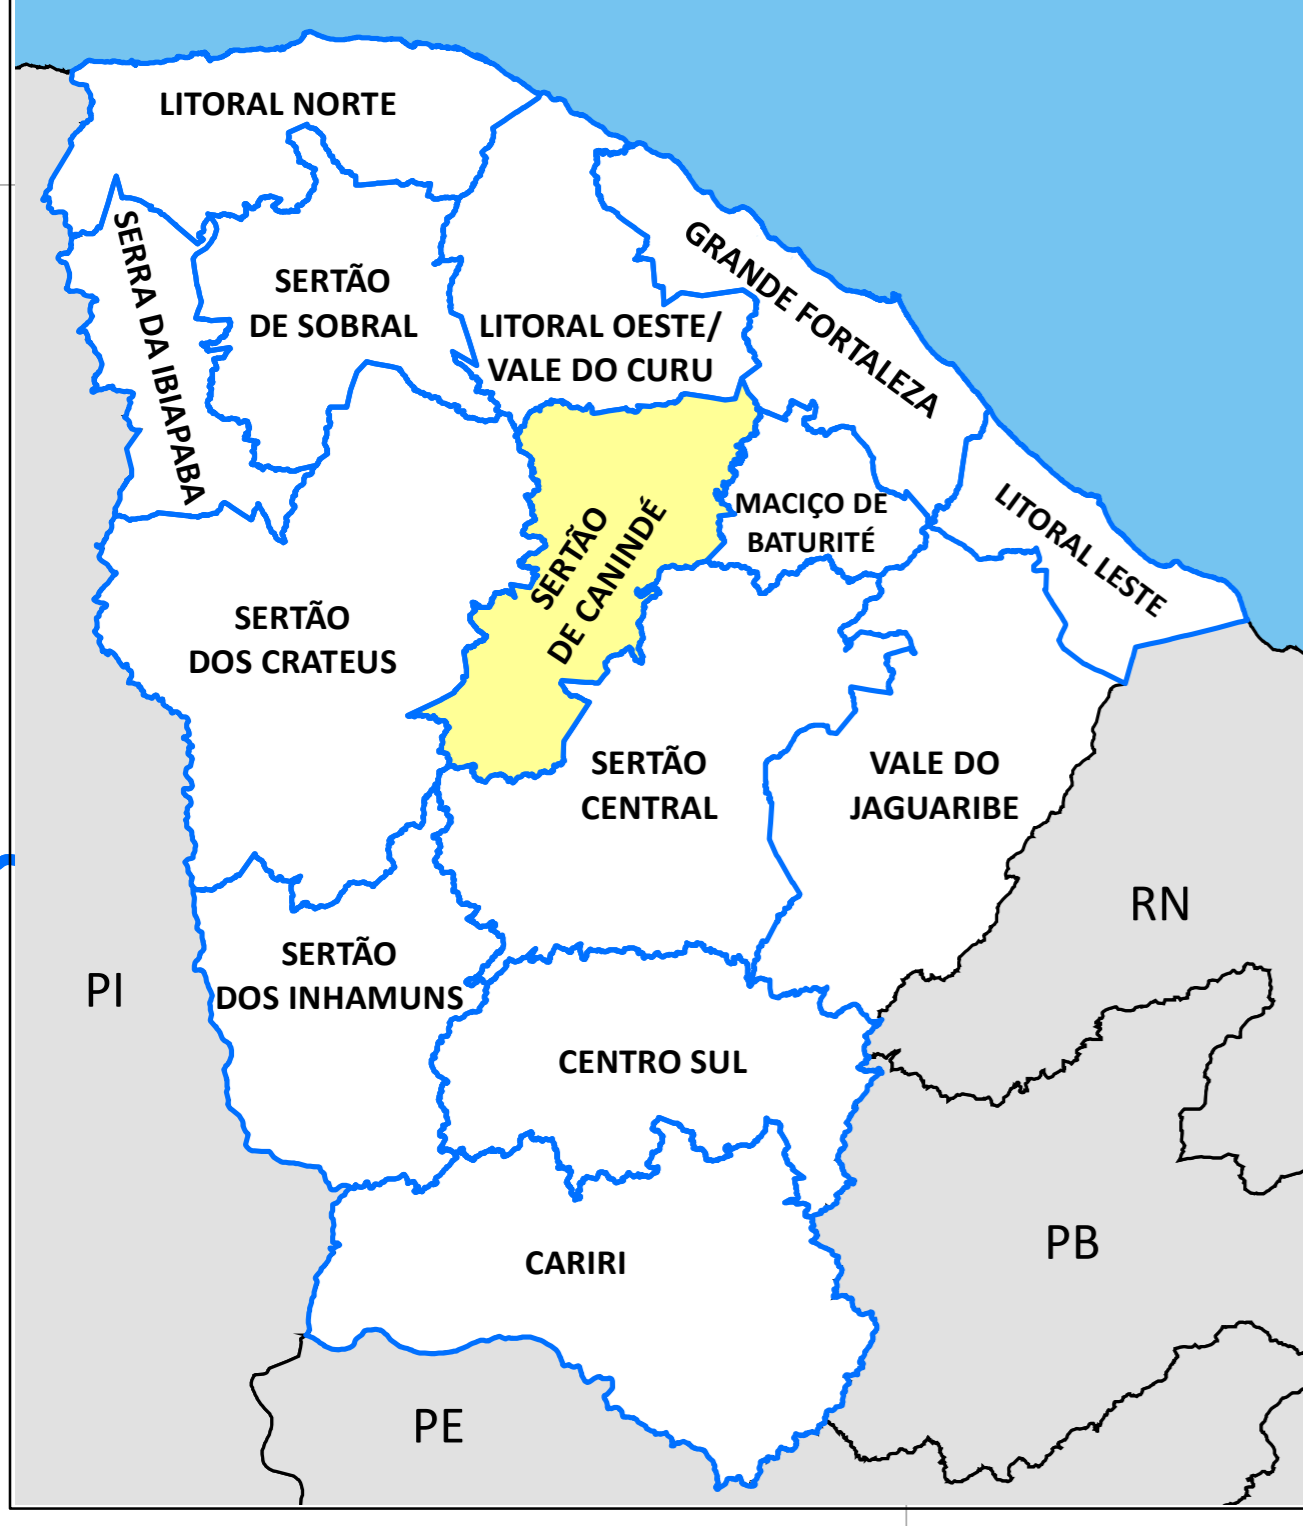 LITORAL NORTE
SERRA DA IBIAPABA
SERTÃO
DE SOBRAL
LITORAL OESTE/
VALE DO CURU
GRANDE FORTALEZA
SERTÃO
DE CANINDÉ
MACIÇO DE
BATURITÉ
LITORAL LESTE
SERTÃO
DOS CRATEUS
SERTÃO
CENTRAL
VALE DO
JAGUARIBE
RN
SERTÃO
DOS INHAMUNS
PI
CENTRO SUL
PB
CARIRI
PE